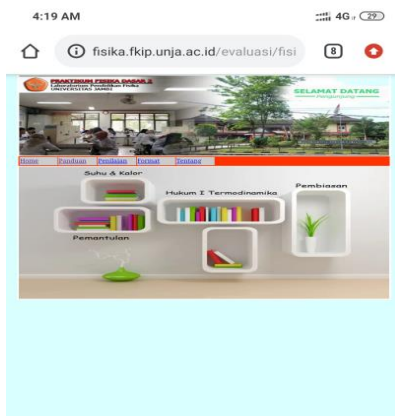 4:19 AM
4G 29
fisika.fkip.unja.ac.id/evaluasi/fisi
8
PRAKTIKUM FISIKA DASAR 2
Laboratorium Pendidikan Fisika
UNIVERSITAS JAMBI
SELAMAT DATANG
Pengunjung
Home Panduan Penilaian Format Tentang
Suhu & Kalor
Hukum I Termodinamika
Pembiasan
Pemantulan